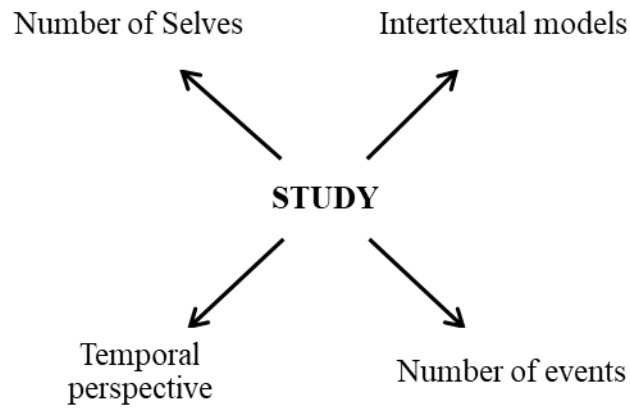 Number of Selves
Intertextual models
STUDY
Temporal
perspective
Number of events